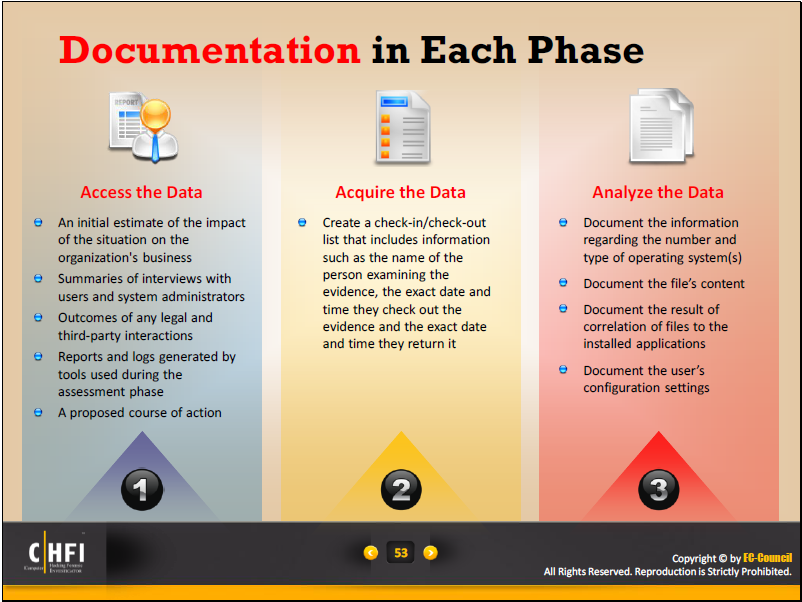 Documentation in Each Phase
REPORT
Access the Data
An initial estimate of the impact
of the situation on the
organization's business
Summaries of interviews with
users and system administrators
Outcomes of any legal and
third-party interactions
Reports and logs generated by
tools used during the
assessment phase
A proposed course of action
1
Acquire the Data
Create a check-in/check-out
list that includes information
such as the name of the
person examining the
evidence, the exact date and
time they check out the
evidence and the exact date
and time they return it
2
Analyze the Data
Document the information
regarding the number and
type of operating system(s)
Document the file's content
Document the result of
correlation of files to the
installed applications
Document the user's
configuration settings
3
CHFI
Computer
Hacking Forensic
INVESTIGATOR
53
Copyright © by EC-Council
All Rights Reserved. Reproduction is Strictly Prohibited.